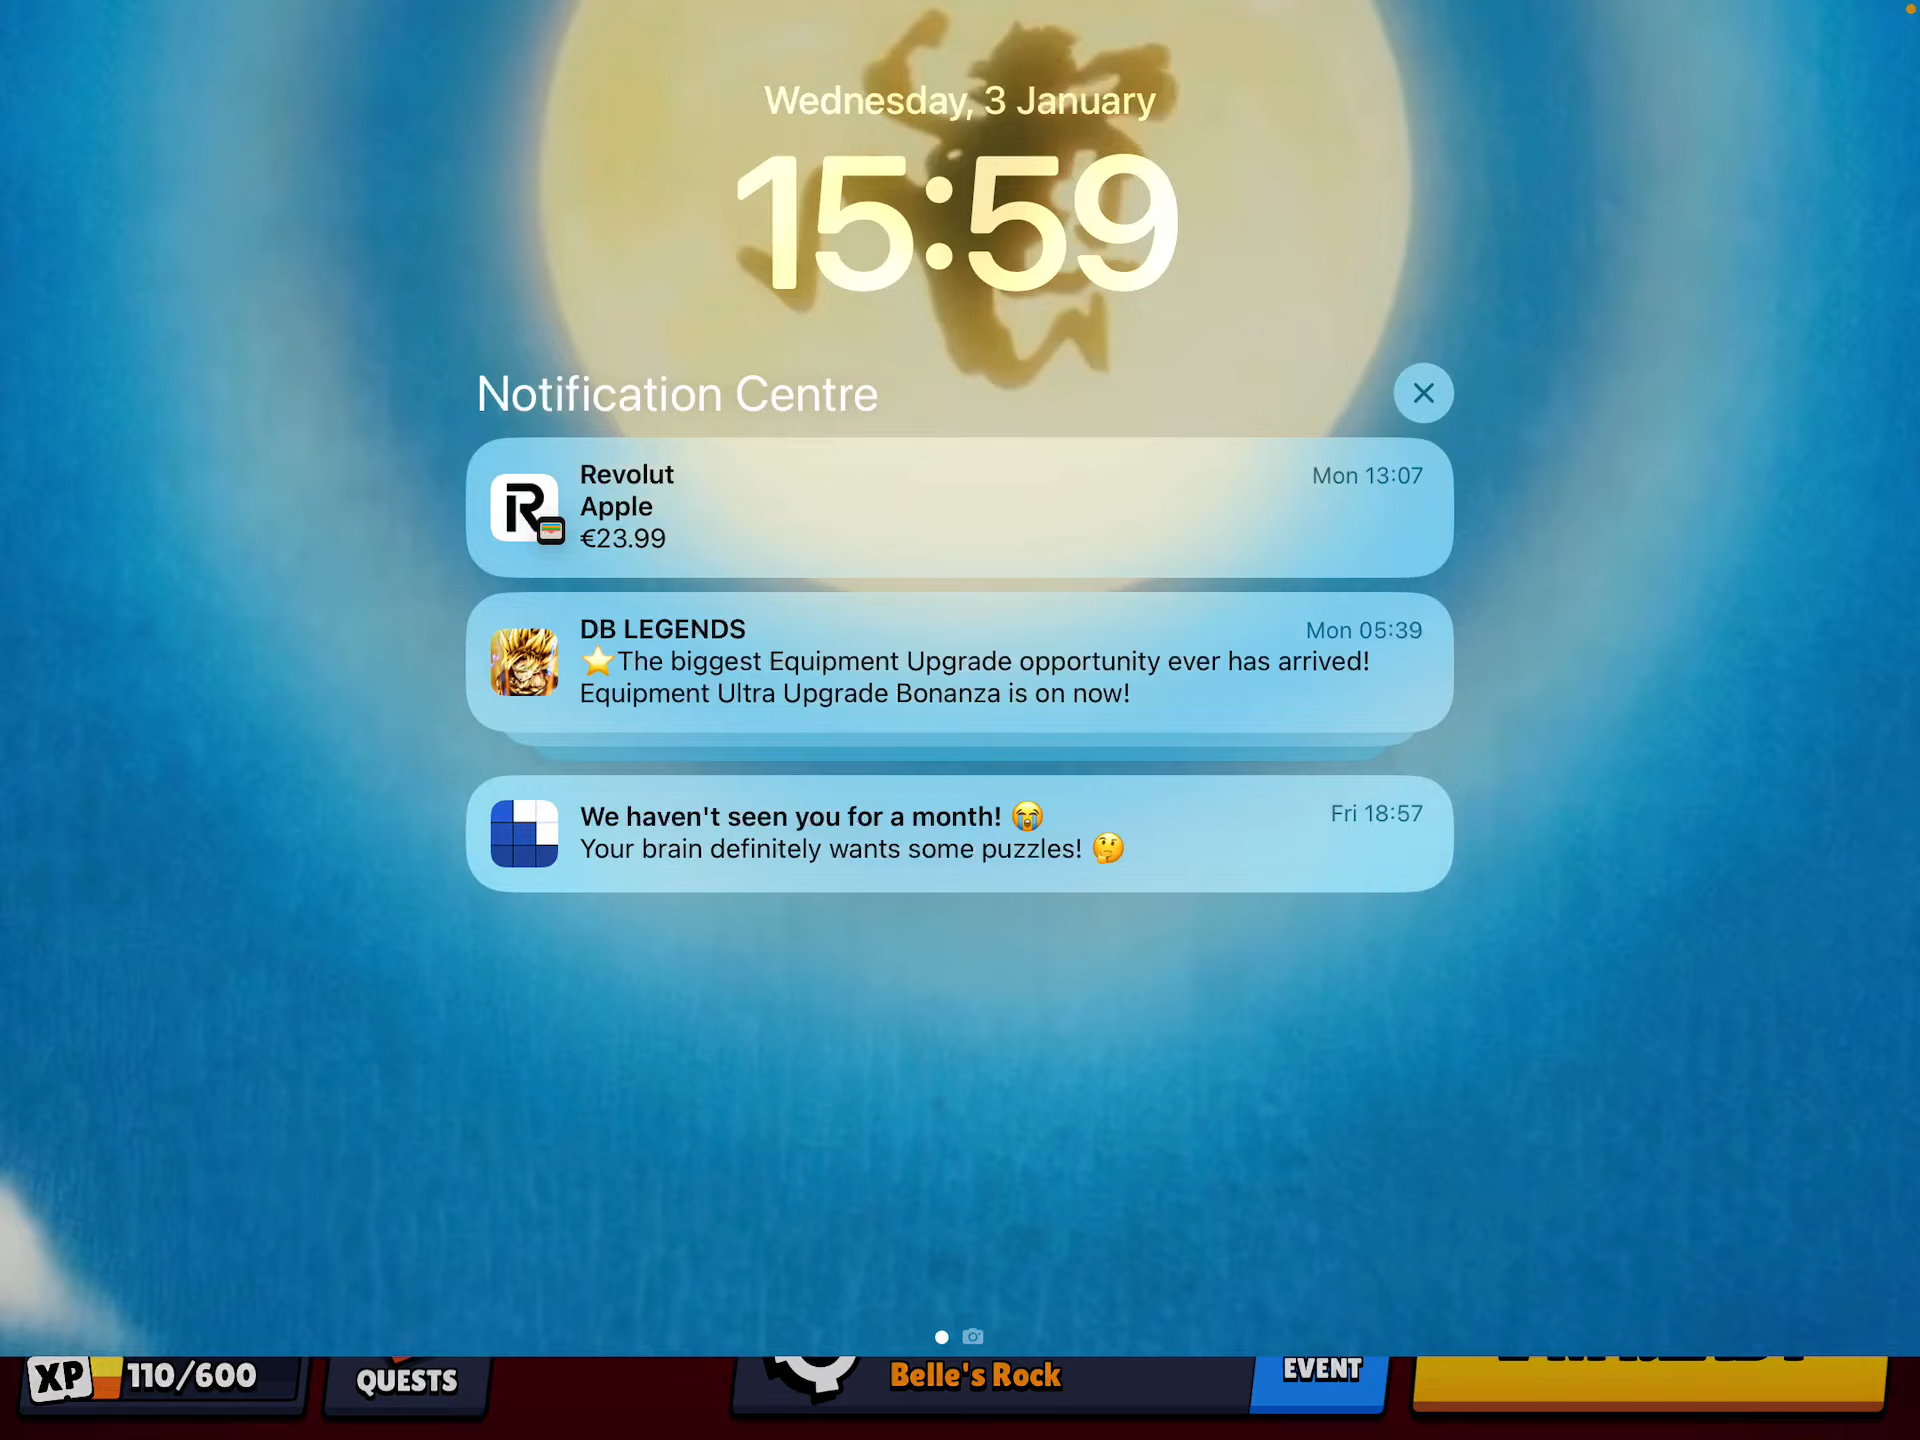 Wednesday, 3 January
15:59
Notification Centre
Revolut
Mon 13:07
Apple
€23.99
DB LEGENDS
Mon 05:39
⭐The biggest Equipment Upgrade opportunity ever has arrived!
Equipment Ultra Upgrade Bonanza is on now!
We haven't seen you for a month! 😭
Fri 18:57
Your brain definitely wants some puzzles! 🤔
XP 110/600
QUESTS
Belle's Rock
EVENT